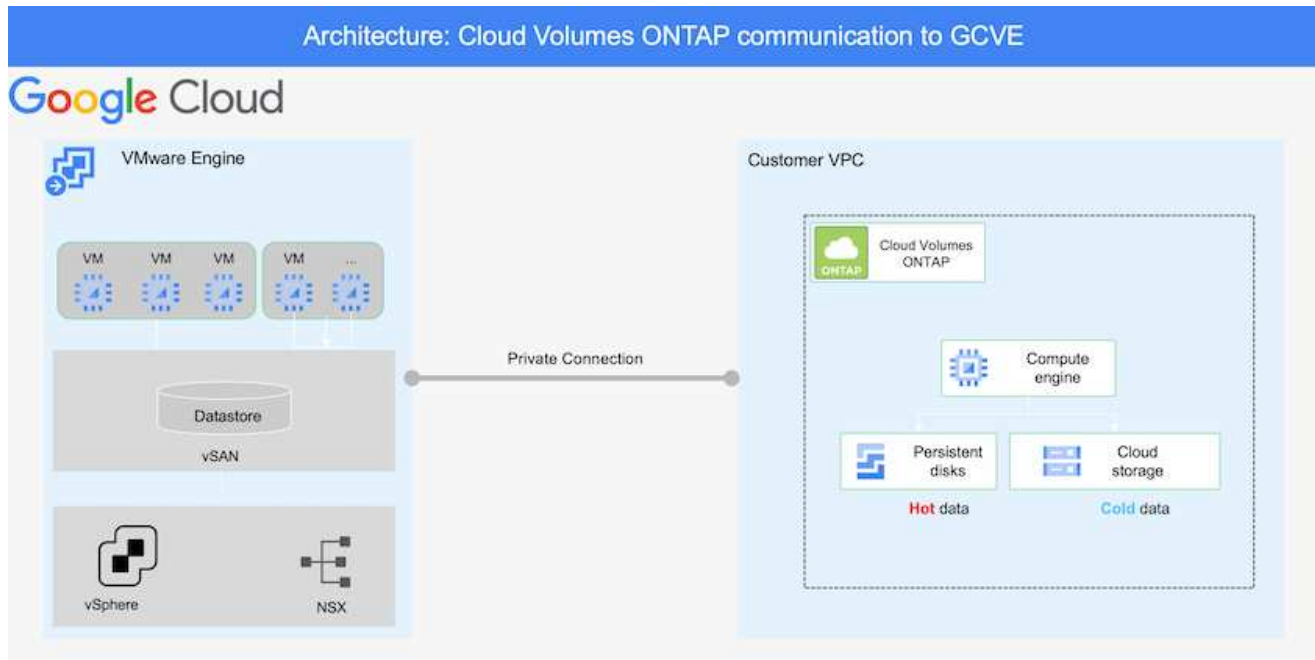 Architecture: Cloud Volumes ONTAP communication to GCVE
Google Cloud
VMware Engine
VM
VM
VM
VM
...
Datastore
vSAN
vSphere
NSX
Private Connection
Customer VPC
ONTAP
Cloud Volumes
ONTAP
Compute
engine
Persistent
disks
Hot data
Cloud
storage
Cold data